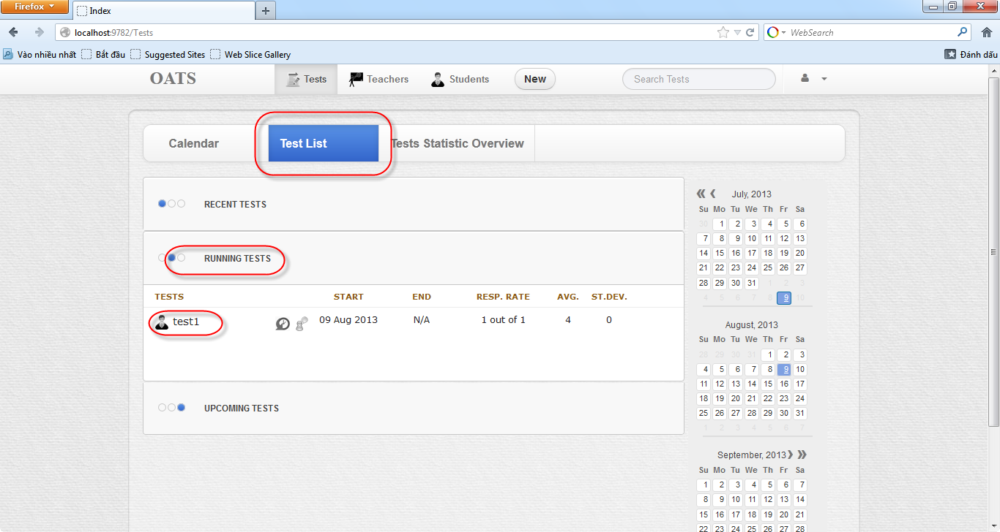 Firefox
Index
localhost:9782/Tests
WebSearch
Vào nhiều nhất Bắt đầu Suggested Sites Web Slice Gallery Đánh dấu
OATS Tests Teachers Students New Search Tests
Calendar Test List Tests Statistic Overview
RECENT TESTS
RUNNING TESTS
TESTS START END RESP. RATE AVG. ST.DEV.
test1 09 Aug 2013 N/A 1 out of 1 4 0
UPCOMING TESTS
« ‹ July, 2013
Su Mo Tu We Th Fr Sa
30 1 2 3 4 5 6
7 8 9 10 11 12 13
14 15 16 17 18 19 20
21 22 23 24 25 26 27
28 29 30 31 1 2 3
4 5 6 7 8 9 10
August, 2013
Su Mo Tu We Th Fr Sa
28 29 30 31 1 2 3
4 5 6 7 8 9 10
11 12 13 14 15 16 17
18 19 20 21 22 23 24
25 26 27 28 29 30 31
1 2 3 4 5 6 7
September, 2013 › »
Su Mo Tu We Th Fr Sa
1 2 3 4 5 6 7
8 9 10 11 12 13 14
15 16 17 18 19 20 21
22 23 24 25 26 27 28